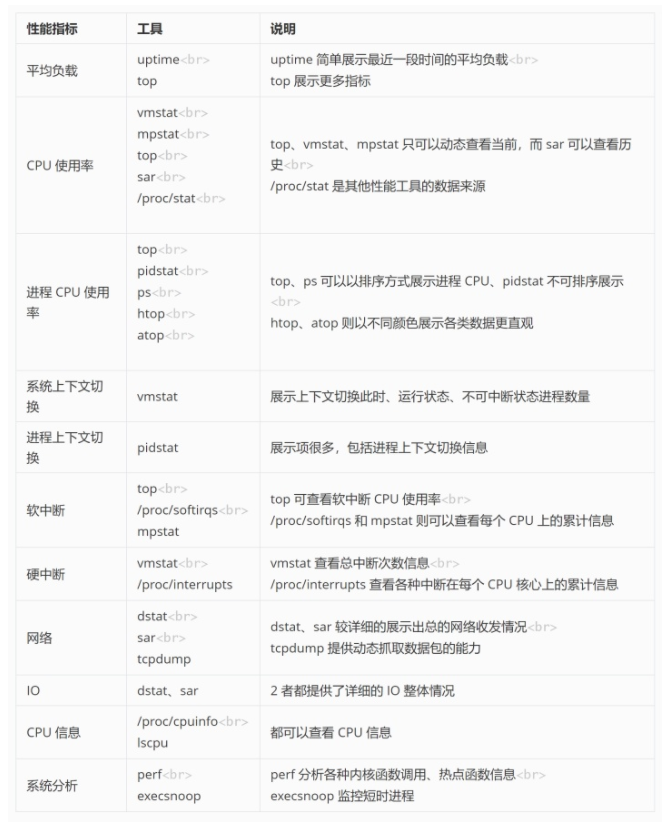 性能指标 工具 说明
平均负载
uptime<br>
top
uptime 简单展示最近一段时间的平均负载<br>
top 展示更多指标
CPU 使用率
vmstat<br>
mpstat<br>
top<br>
sar<br>
/proc/stat<br>
top、vmstat、mpstat 只可以动态查看当前，而 sar 可以查看历
史<br>
/proc/stat 是其他性能工具的数据来源
进程 CPU 使用
率
top<br>
pidstat<br>
ps<br>
htop<br>
atop<br>
top、ps 可以以排序方式展示进程 CPU、pidstat 不可排序展示
<br>
htop、atop 则以不同颜色展示各类数据更直观
系统上下文切
换
vmstat
展示上下文切换此时、运行状态、不可中断状态进程数量
进程上下文切
换
pidstat
展示项很多，包括进程上下文切换信息
软中断
top<br>
/proc/softirqs<br>
mpstat
top 可查看软中断 CPU 使用率<br>
/proc/softirqs 和 mpstat 则可以查看每个 CPU 上的累计信息
硬中断
vmstat<br>
/proc/interrupts
vmstat 查看总中断次数信息<br>
/proc/interrupts 查看各种中断在每个 CPU 核心上的累计信息
网络
dstat<br>
sar<br>
tcpdump
dstat、sar 较详细的展示出总的网络收发情况<br>
tcpdump 提供动态抓取数据包的能力
IO
dstat、sar
2 者都提供了详细的 IO 整体情况
CPU 信息
/proc/cpuinfo<br>
lscpu
都可以查看 CPU 信息
系统分析
perf<br>
execsnoop
perf 分析各种内核函数调用、热点函数信息<br>
execsnoop 监控短时进程